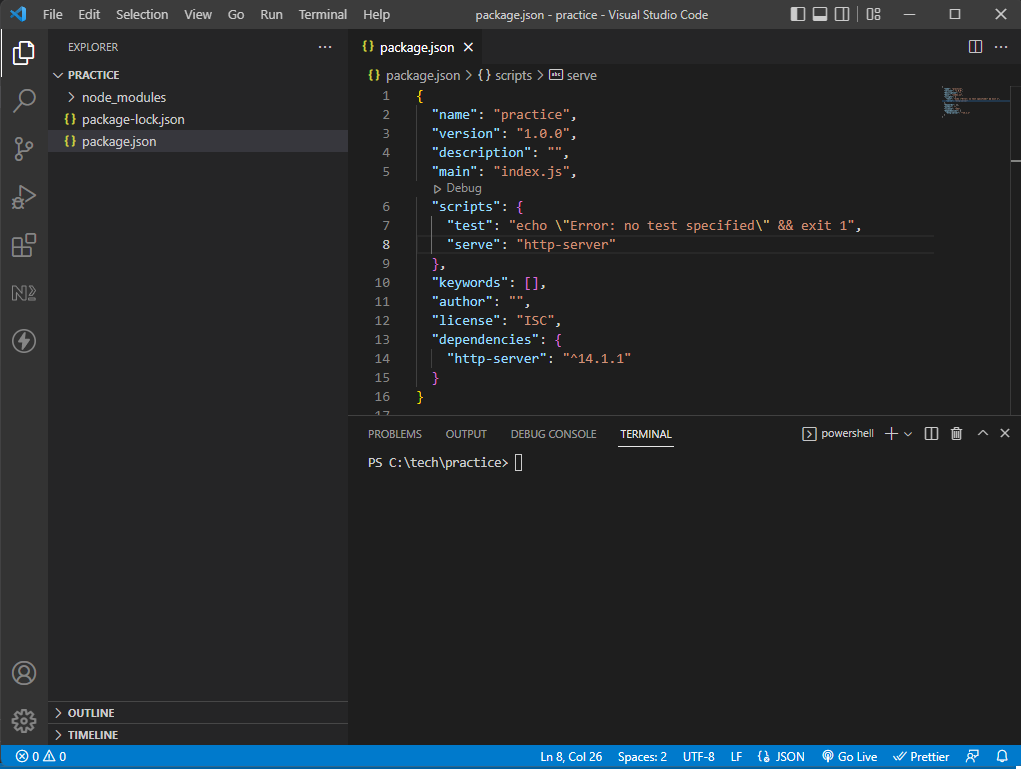 File Edit Selection View Go Run Terminal Help package.json - practice - Visual Studio Code
EXPLORER
PRACTICE
node_modules
{} package-lock.json
{} package.json
OUTLINE
TIMELINE
{} package.json
{} package.json > {} scripts > abc serve
1 {
2 "name": "practice",
3 "version": "1.0.0",
4 "description": "",
5 "main": "index.js",
Debug
6 "scripts": {
7 "test": "echo \"Error: no test specified\" && exit 1",
8 "serve": "http-server"
9 },
10 "keywords": [],
11 "author": "",
12 "license": "ISC",
13 "dependencies": {
14 "http-server": "^14.1.1"
15 }
16 }
17
PROBLEMS OUTPUT DEBUG CONSOLE TERMINAL powershell
PS C:\tech\practice>
0 0 Ln 8, Col 26 Spaces: 2 UTF-8 LF {} JSON Go Live Prettier